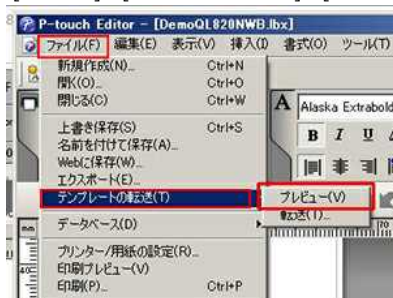 P-touch Editor - [DemoQL820NWB.lbx]
ファイル(F) 編集(E) 表示(V) 挿入(I) 書式(O) ツール(T)
新規作成(N)... Ctrl+N
開く(O)... Ctrl+O
閉じる(C) Ctrl+W
A Alaska Extrabold
上書き保存(S) Ctrl+S
B I U
名前を付けて保存(A)...
Webに保存(W)...
エクスポート(E)...
テンプレートの転送(T) プレビュー(V)
転送(T)...
データベース(D)
プリンター/用紙の設定(R)...
印刷プレビュー(V)
印刷(P)... Ctrl+P